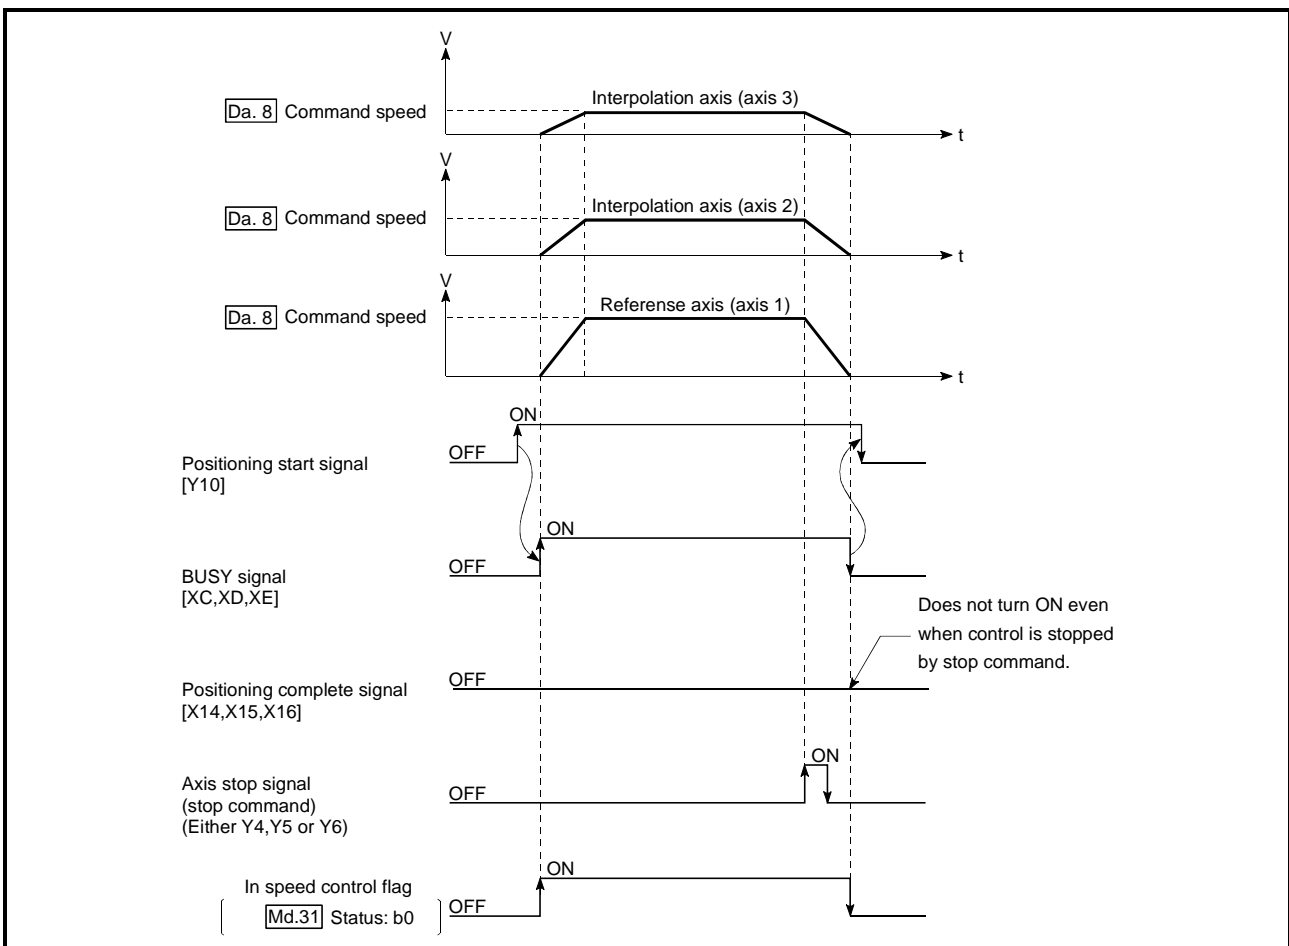 V
Interpolation axis (axis 3)
Da. 8 Command speed
t
V
Interpolation axis (axis 2)
Da. 8 Command speed
t
V
Referense axis (axis 1)
Da. 8 Command speed
t
ON
OFF
Positioning start signal
[Y10]
ON
OFF
BUSY signal
[XC,XD,XE]
Does not turn ON even
when control is stopped
by stop command.
OFF
Positioning complete signal
[X14,X15,X16]
ON
Axis stop signal
OFF
(stop command)
(Either Y4,Y5 or Y6)
ON
In speed control flag
OFF
Md.31 Status: b0